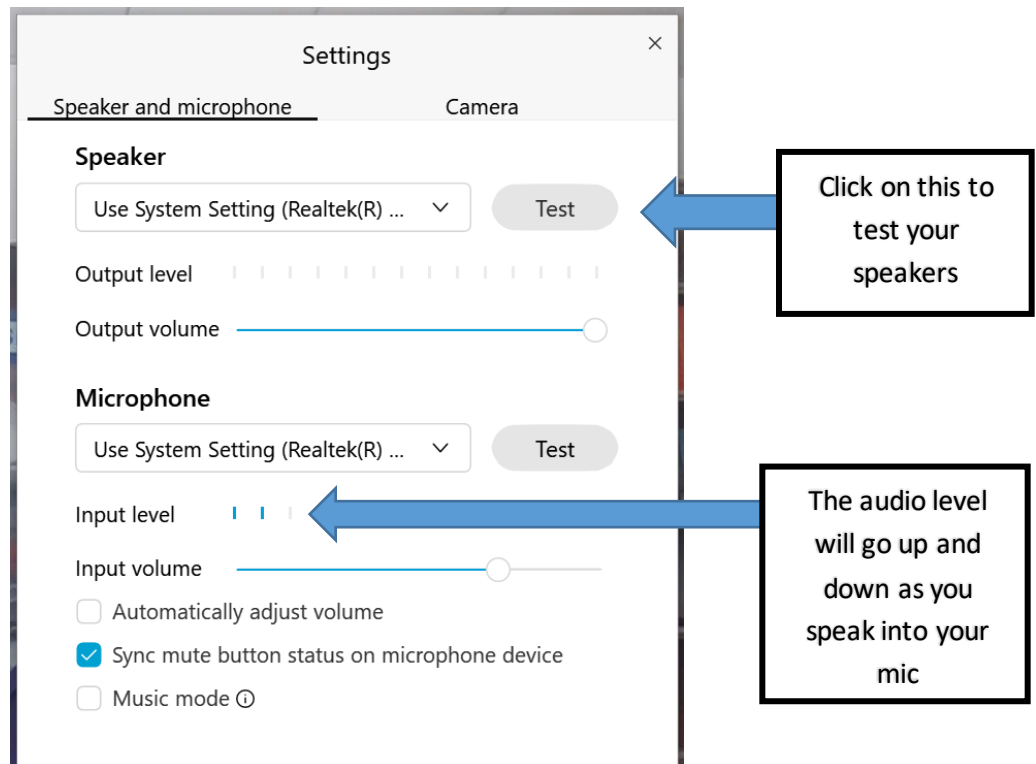 Settings
Speaker and microphone
Camera
Speaker
Use System Setting (Realtek(R) ...
Test
Output level
Output volume
Microphone
Use System Setting (Realtek(R) ...
Test
Input level
Input volume
Automatically adjust volume
Sync mute button status on microphone device
Music mode
Click on this to
test your
speakers
The audio level
will go up and
down as you
speak into your
mic